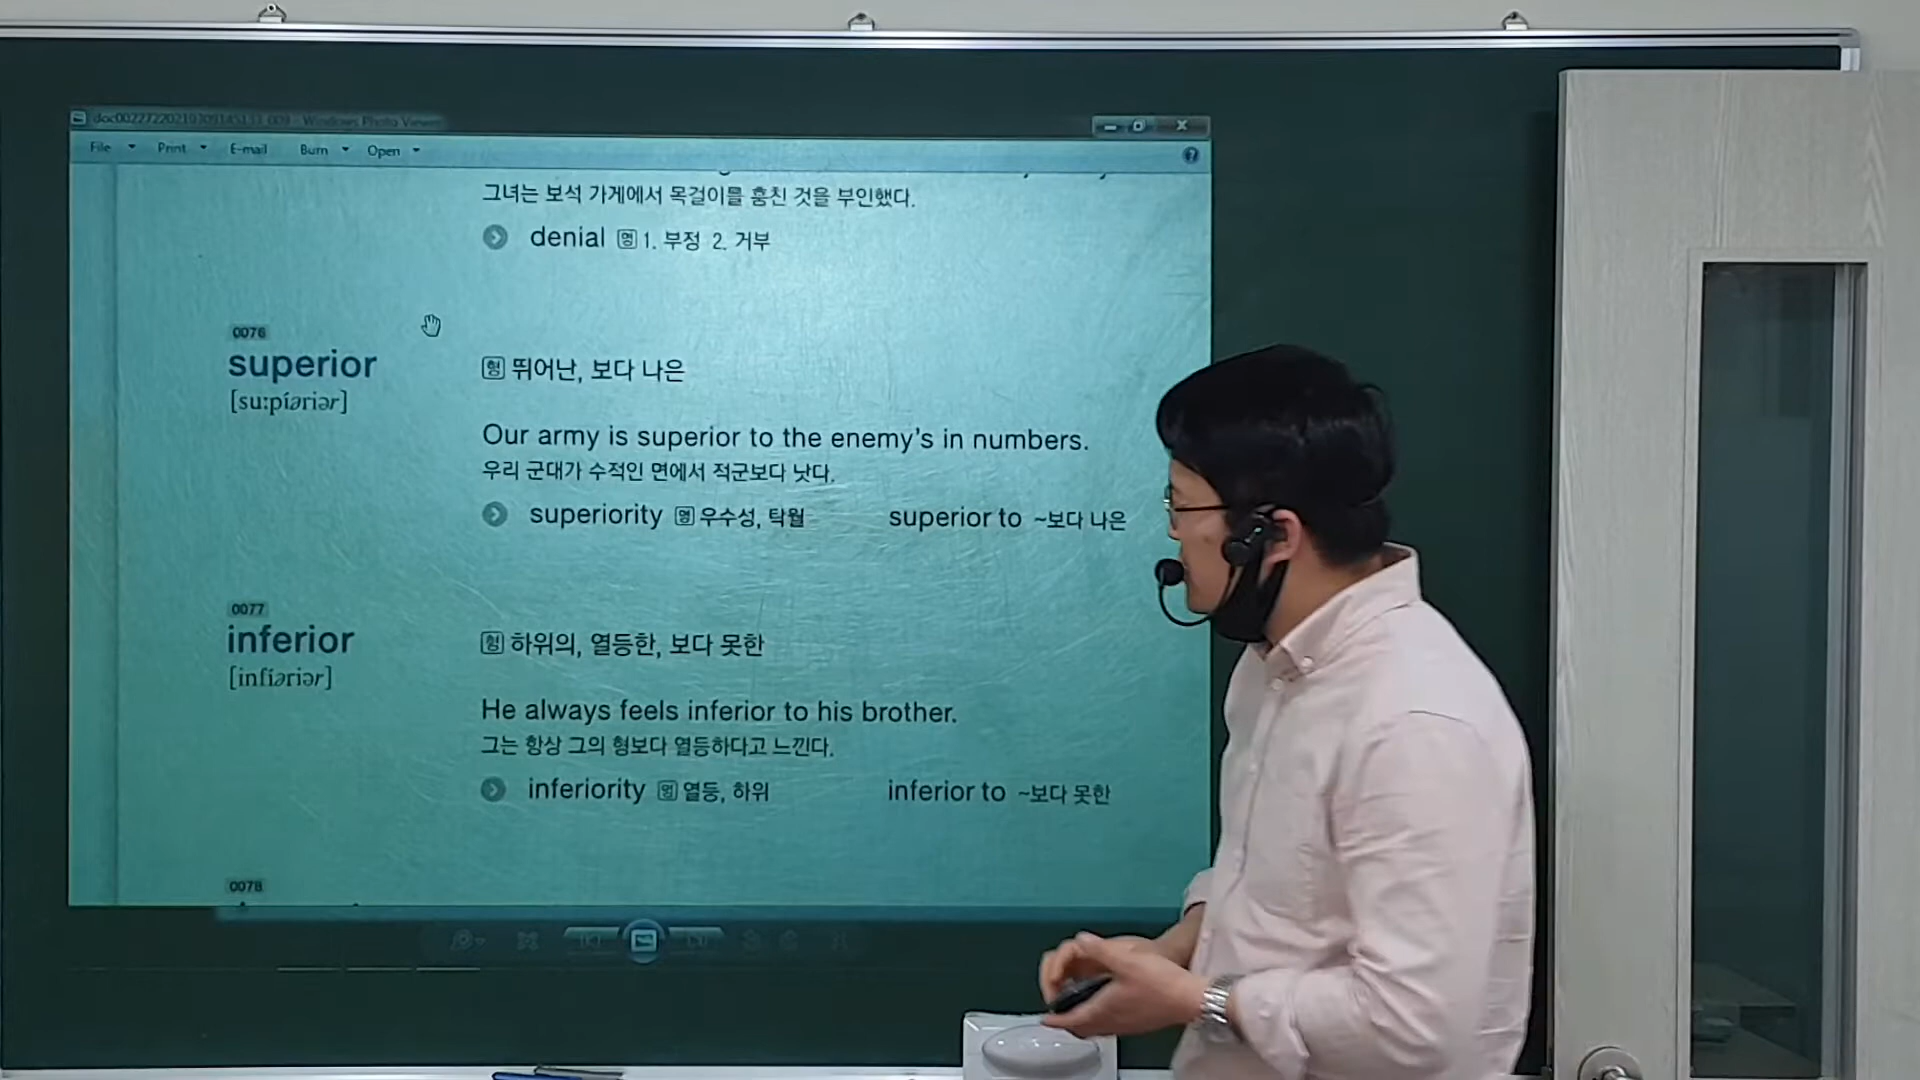 doc00227220210309145133_009 - Windows Photo Viewer
File Print E-mail Burn Open
그녀는 보석 가게에서 목걸이를 훔친 것을 부인했다.
denial 명 1. 부정 2. 거부
0076
superior
[su:píəriər]
형 뛰어난, 보다 나은
Our army is superior to the enemy's in numbers.
우리 군대가 수적인 면에서 적군보다 낫다.
superiority 명 우수성, 탁월 superior to ~보다 나은
0077
inferior
[infíəriər]
형 하위의, 열등한, 보다 못한
He always feels inferior to his brother.
그는 항상 그의 형보다 열등하다고 느낀다.
inferiority 명 열등, 하위 inferior to ~보다 못한
0078